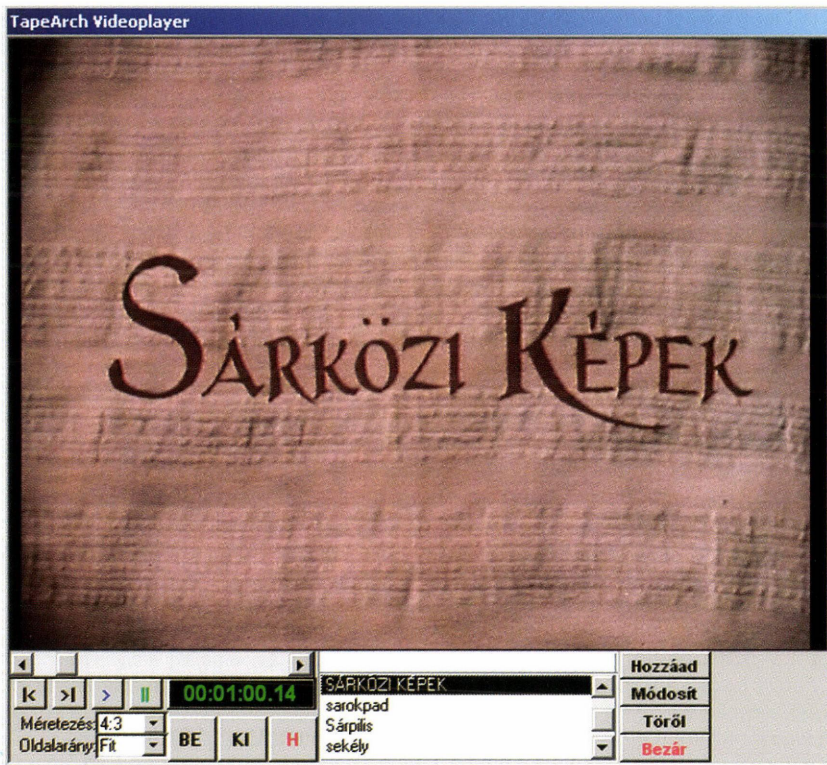 TapeArch Videoplayer
SÁRKÖZI KÉPEK
Hozzáad
|< >| > || 00:01:00.14 SÁRKÖZI KÉPEK Módosít
sarokpad
Méretezés: 4:3 Sárpilis Töröl
Oldalarány: Fit BE KI H sekély Bezár